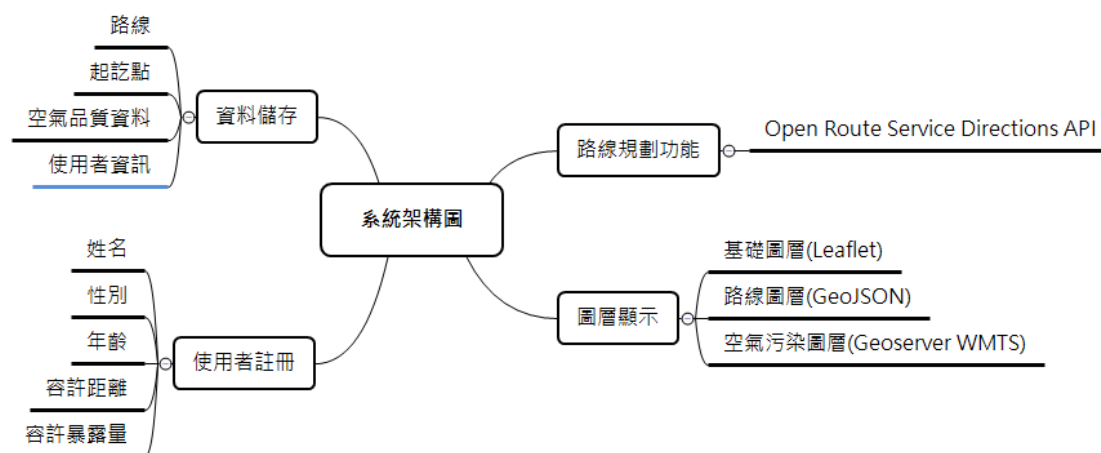 系統架構圖
資料儲存
路線
起訖點
空氣品質資料
使用者資訊
使用者註冊
姓名
性別
年齡
容許距離
容許暴露量
路線規劃功能
Open Route Service Directions API
圖層顯示
基礎圖層(Leaflet)
路線圖層(GeoJSON)
空氣污染圖層(Geoserver WMTS)